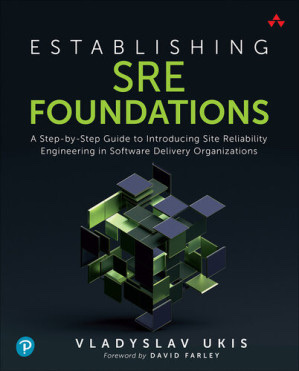 ESTABLISHING
SRE
FOUNDATIONS
A Step-by-Step Guide to Introducing Site Reliability
Engineering in Software Delivery Organizations
P
VLADYSLAV UKIS
Foreword by DAVID FARLEY